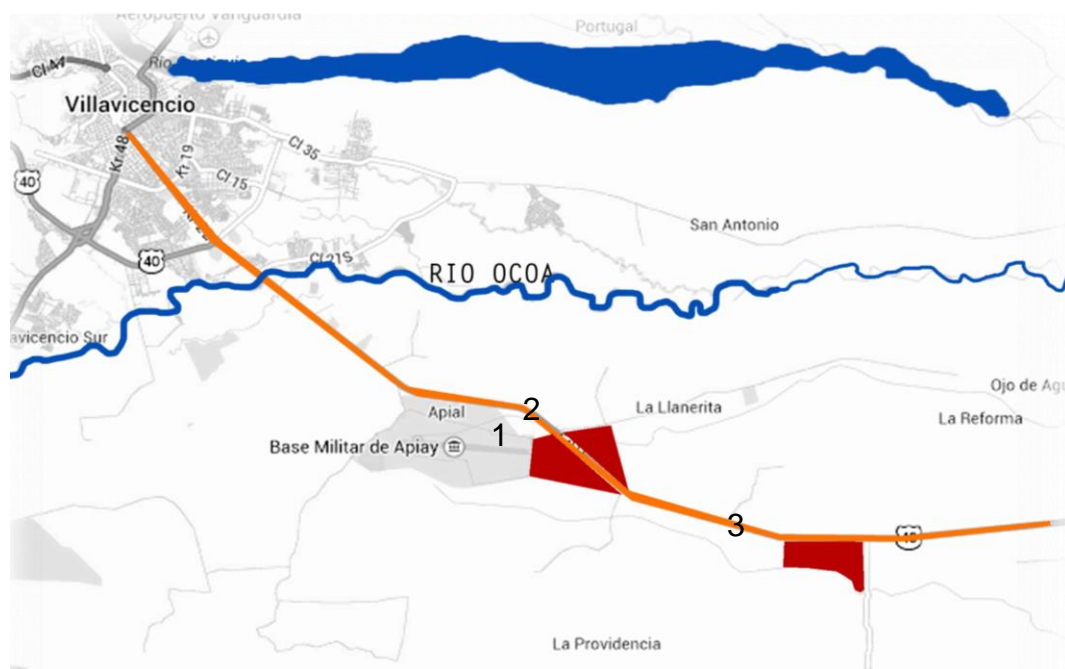 Aeropuerto Vanguardia
Portugal
Cl 44
Rio
Villavicencio
Kr 48
Kr 19
Cl 35
Cl 15
40
San Antonio
40
Cl 21S
RIO OCOA
avicencio Sur
Ojo de Agu
Apial
2
La Llanerita
La Reforma
1
Base Militar de Apiay
3
40
La Providencia